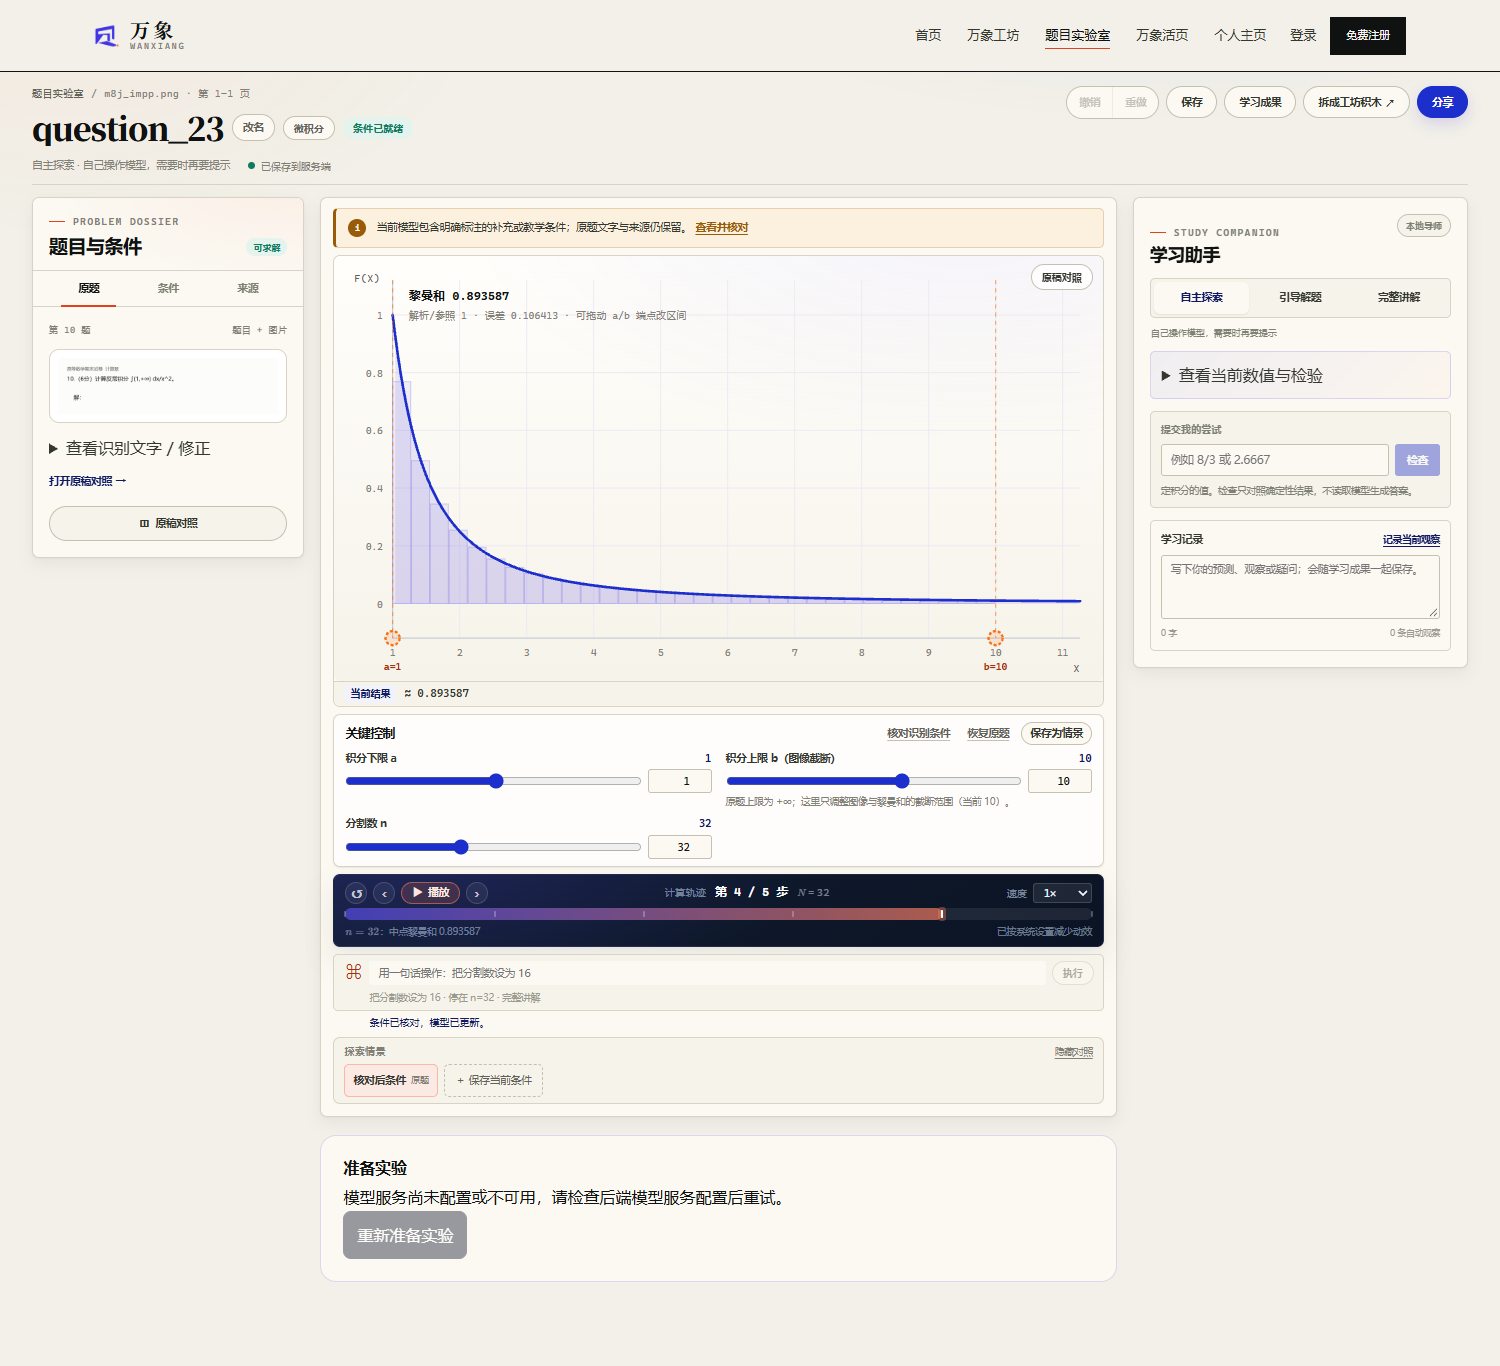 万象
WANXIANG
首页
万象工坊
题目实验室
万象活页
个人主页
登录
免费注册
题目实验室 / m8j_impp.png · 第 1–1 页
question_23
改名
微积分
条件已就绪
自主探索 · 自己操作模型，需要时再要提示
已保存到服务端
撤销
重做
保存
学习成果
拆成工坊积木 ↗
分享
PROBLEM DOSSIER
题目与条件
可求解
原题
条件
来源
第 10 题
题目 + 图片
10.（6分）计算反常积分 ∫(1,+∞) dx/x^2。
解：
▶ 查看识别文字 / 修正
打开原稿对照 →
原稿对照
i 当前模型包含明确标注的补充或教学条件；原题文字与来源仍保留。 查看并核对
F(X)
原稿对照
黎曼和 0.893587
解析/参照 1 · 误差 0.106413 · 可拖动 a/b 端点改区间
1
0.8
0.6
0.4
0.2
0
1
2
3
4
5
6
7
8
9
10
11
a=1
b=10
X
当前结果 ≈ 0.893587
关键控制
核对识别条件
恢复原题
保存为情景
积分下限 a
1
1
积分上限 b（图像截断）
10
10
原题上限为 +∞；这里只调整图像与黎曼和的截断范围（当前 10）。
分割数 n
32
32
↺
‹
▶ 播放
›
计算轨迹 第 4 / 5 步 N = 32
速度
1×
n = 32：中点黎曼和 0.893587
已按系统设置减少动效
⌘
用一句话操作：把分割数设为 16
执行
把分割数设为 16 · 停在 n=32 · 完整讲解
条件已核对，模型已更新。
探索情景
隐藏对照
核对后条件 原题
+ 保存当前条件
准备实验
模型服务尚未配置或不可用，请检查后端模型服务配置后重试。
重新准备实验
本地导师
STUDY COMPANION
学习助手
自主探索
引导解题
完整讲解
自己操作模型，需要时再要提示
▶ 查看当前数值与检验
提交我的尝试
例如 8/3 或 2.6667
检查
定积分的值。检查只对照确定性结果，不读取模型生成答案。
学习记录
记录当前观察
写下你的预测、观察或疑问；会随学习成果一起保存。
0 字
0 条自动观察